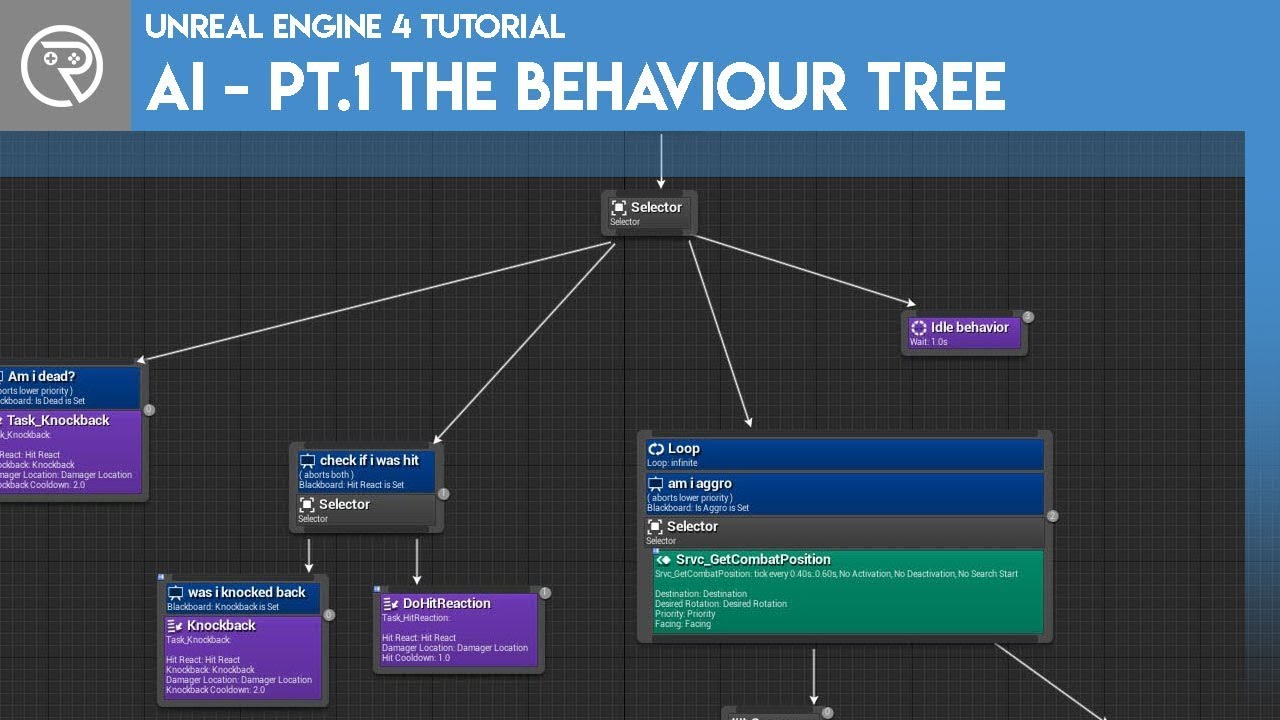 UNREAL ENGINE 4 TUTORIAL
AI - PT.1 THE BEHAVIOUR TREE
Selector
Selector
Idle behavior
Wait: 1.0s
3
Am i dead?
aborts lower priority )
ckboard: Is Dead is Set
0
Task_Knockback
k_Knockback:
React: Hit React
ockback: Knockback
mager Location: Damager Location
ockback Cooldown: 2.0
check if i was hit
( aborts both )
Blackboard: Hit React is Set
1
Selector
Selector
Loop
Loop: infinite
am i aggro
( aborts lower priority )
Blackboard: Is Aggro is Set
2
Selector
Selector
Srvc_GetCombatPosition
Srvc_GetCombatPosition: tick every 0.40s..0.60s, No Activation, No Deactivation, No Search Start
Destination: Destination
Desired Rotation: Desired Rotation
Priority: Priority
Facing: Facing
was i knocked back
Blackboard: Knockback is Set
0
Knockback
Task_Knockback:
Hit React: Hit React
Knockback: Knockback
Damager Location: Damager Location
Knockback Cooldown: 2.0
DoHitReaction
Task_HitReaction:
1
Hit React: Hit React
Damager Location: Damager Location
Hit Cooldown: 1.0
0